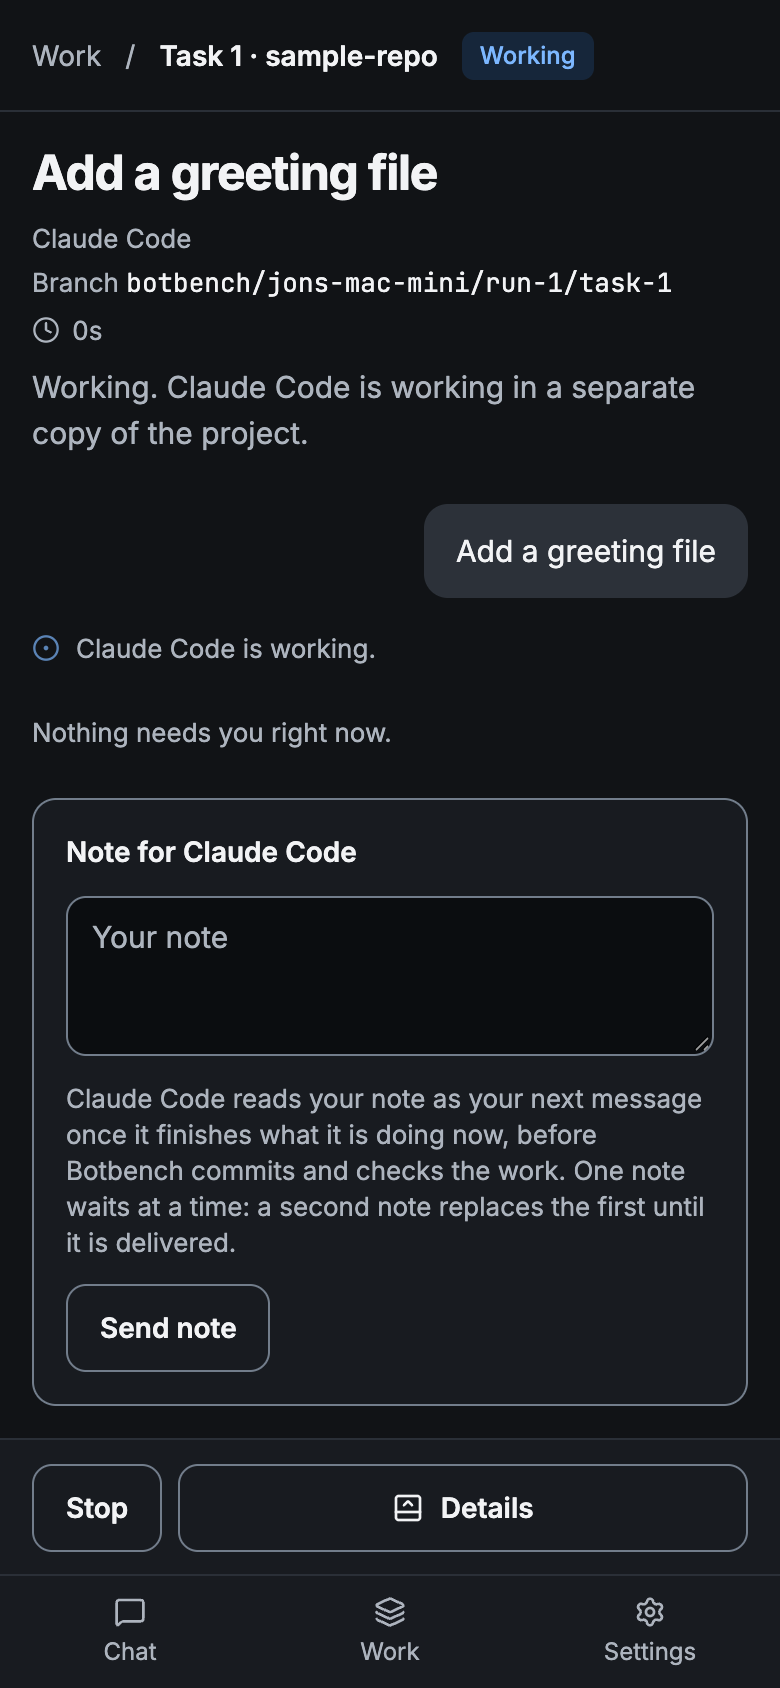 Work / Task 1 · sample-repo Working
Add a greeting file
Claude Code
Branch botbench/jons-mac-mini/run-1/task-1
0s
Working. Claude Code is working in a separate
copy of the project.
Add a greeting file
Claude Code is working.
Nothing needs you right now.
Note for Claude Code
Your note
Claude Code reads your note as your next message
once it finishes what it is doing now, before
Botbench commits and checks the work. One note
waits at a time: a second note replaces the first until
it is delivered.
Send note
Stop Details
Chat Work Settings